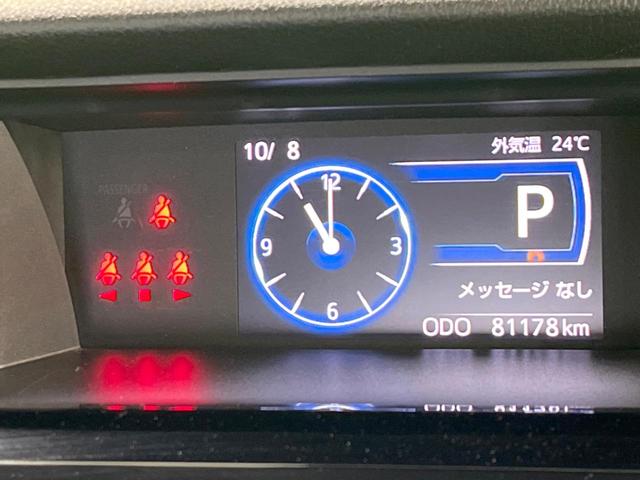 10/ 8
外気温 24℃
PASSENGER
12
9
3
6
P
メッセージ なし
ODO 81178km